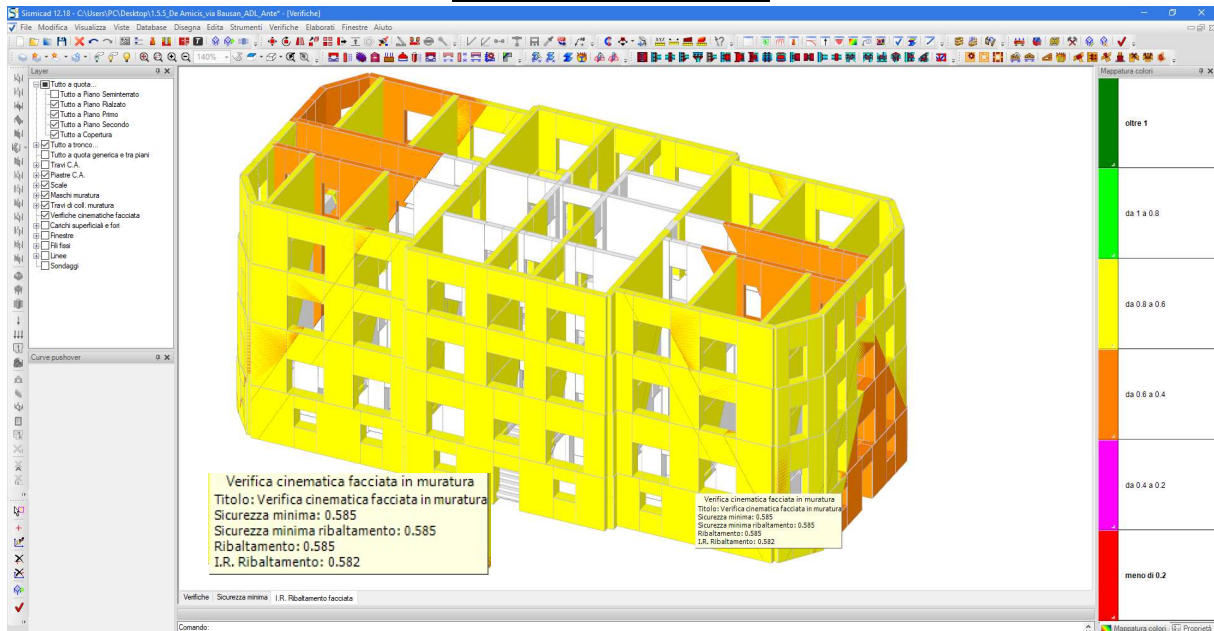 Sismicad 12.18 - C:\Users\PC\Desktop\1.5.5_De Amicis_via Bausan_ADL_Ante* - [Verifiche]
File Modifica Visualizza Viste Database Disegna Edita Strumenti Verifiche Elaborati Finestre Aiuto
140%
Layer
Tutto a quota...
Tutto a Piano Seminterrato
Tutto a Piano Rialzato
Tutto a Piano Primo
Tutto a Piano Secondo
Tutto a Copertura
Tutto a tronco...
Tutto a quota generica e tra piani
Travi C.A.
Piastre C.A.
Scale
Maschi muratura
Travi di coll. muratura
Verifiche cinematiche facciata
Carichi superficiali e fori
Finestre
Fili fissi
Linee
Sondaggi
Curve pushover
Verifica cinematica facciata in muratura
Titolo: Verifica cinematica facciata in muratura
Sicurezza minima: 0.585
Sicurezza minima ribaltamento: 0.585
Ribaltamento: 0.585
I.R. Ribaltamento: 0.582
Verifica cinematica facciata in muratura
Titolo: Verifica cinematica facciata in muratura
Sicurezza minima: 0.585
Sicurezza minima ribaltamento: 0.585
Ribaltamento: 0.585
I.R. Ribaltamento: 0.582
Verifiche Sicurezza minima I.R. Ribaltamento facciata
Comando:
Mappatura colori
oltre 1
da 1 a 0.8
da 0.8 a 0.6
da 0.6 a 0.4
da 0.4 a 0.2
meno di 0.2
Mappatura colori Proprietà